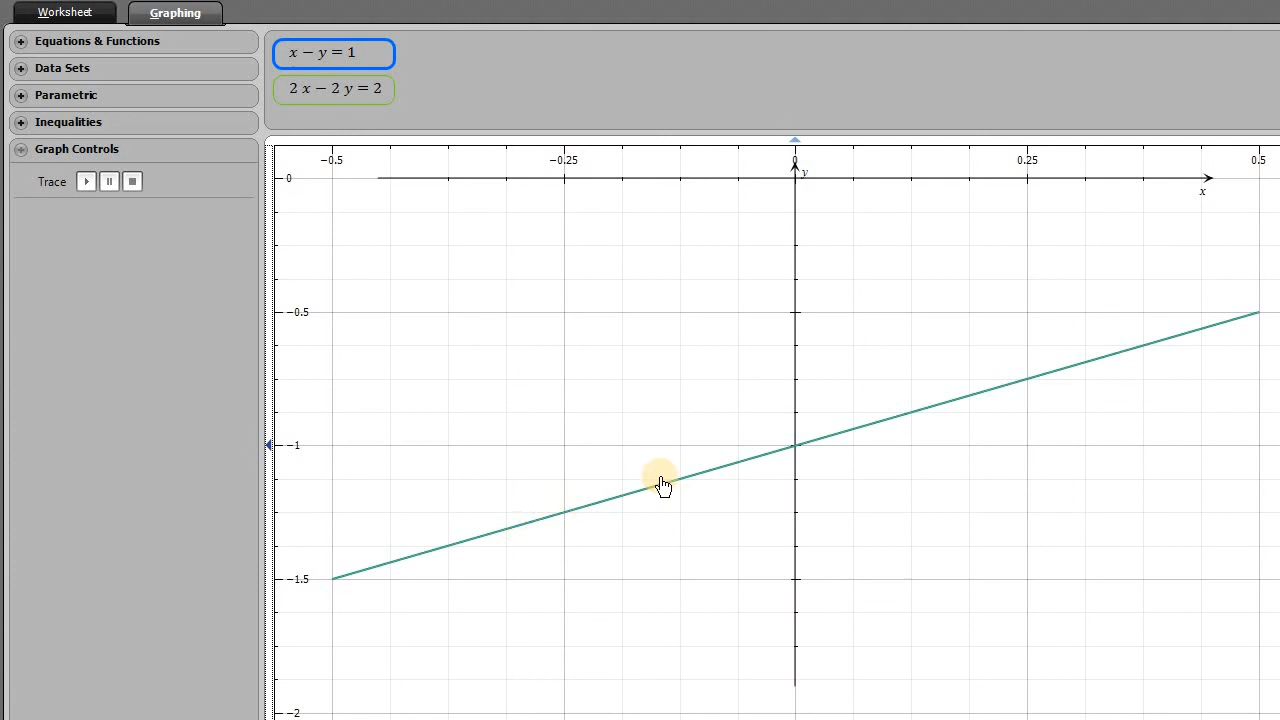 Worksheet
Graphing
Equations & Functions
Data Sets
Parametric
Inequalities
Graph Controls
Trace
x − y = 1
2 x − 2 y = 2
−0.5
−0.25
0
0.25
0.5
y
x
0
−0.5
−1
−1.5
−2